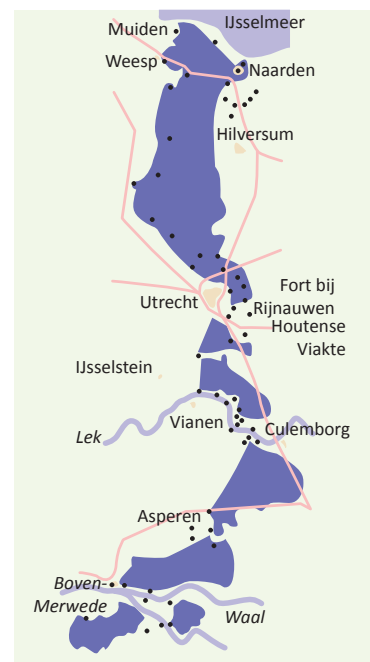 IJsselmeer
Muiden
Weesp
Naarden
Hilversum
Fort bij
Rijnauwen
Utrecht
Houtense
Viakte
IJsselstein
Vianen
Culemborg
Lek
Asperen
Boven-
Merwede
Waal